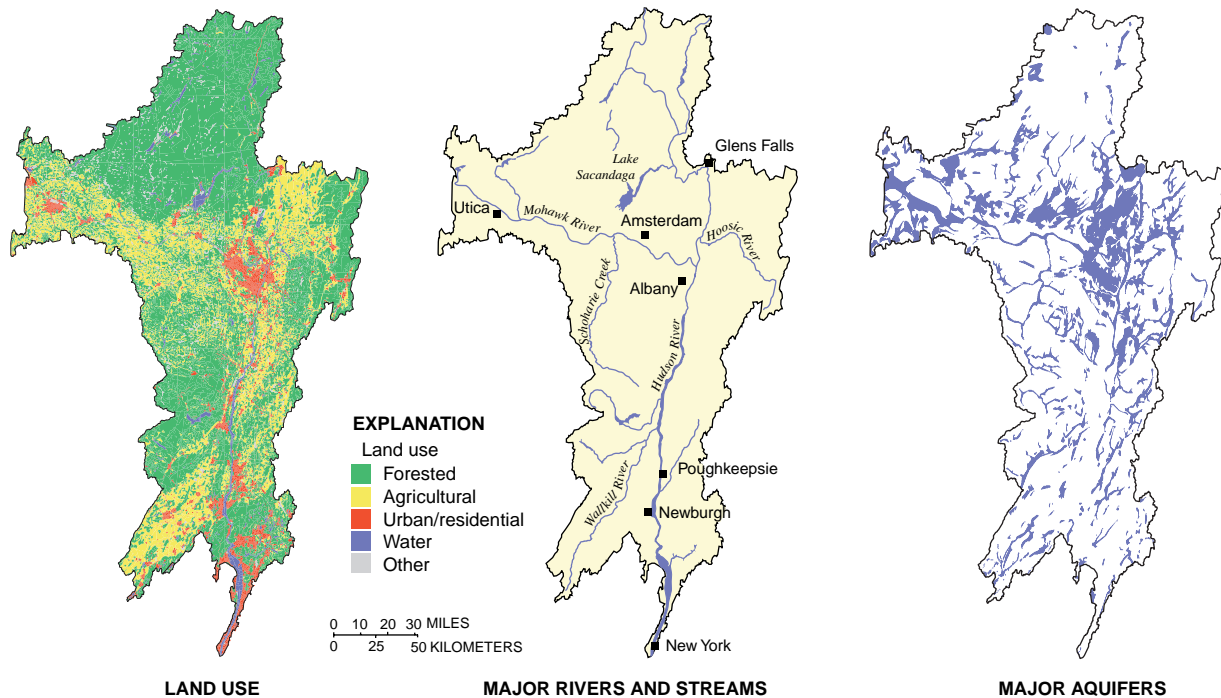 EXPLANATION
Land use
Forested
Agricultural
Urban/residential
Water
Other
0 10 20 30 MILES
0 25 50 KILOMETERS
LAND USE
Glens Falls
Lake
Sacandaga
Utica
Mohawk River
Amsterdam
Hoosic River
Albany
Schoharie Creek
Hudson River
Poughkeepsie
Wallkill River
Newburgh
New York
MAJOR RIVERS AND STREAMS
MAJOR AQUIFERS